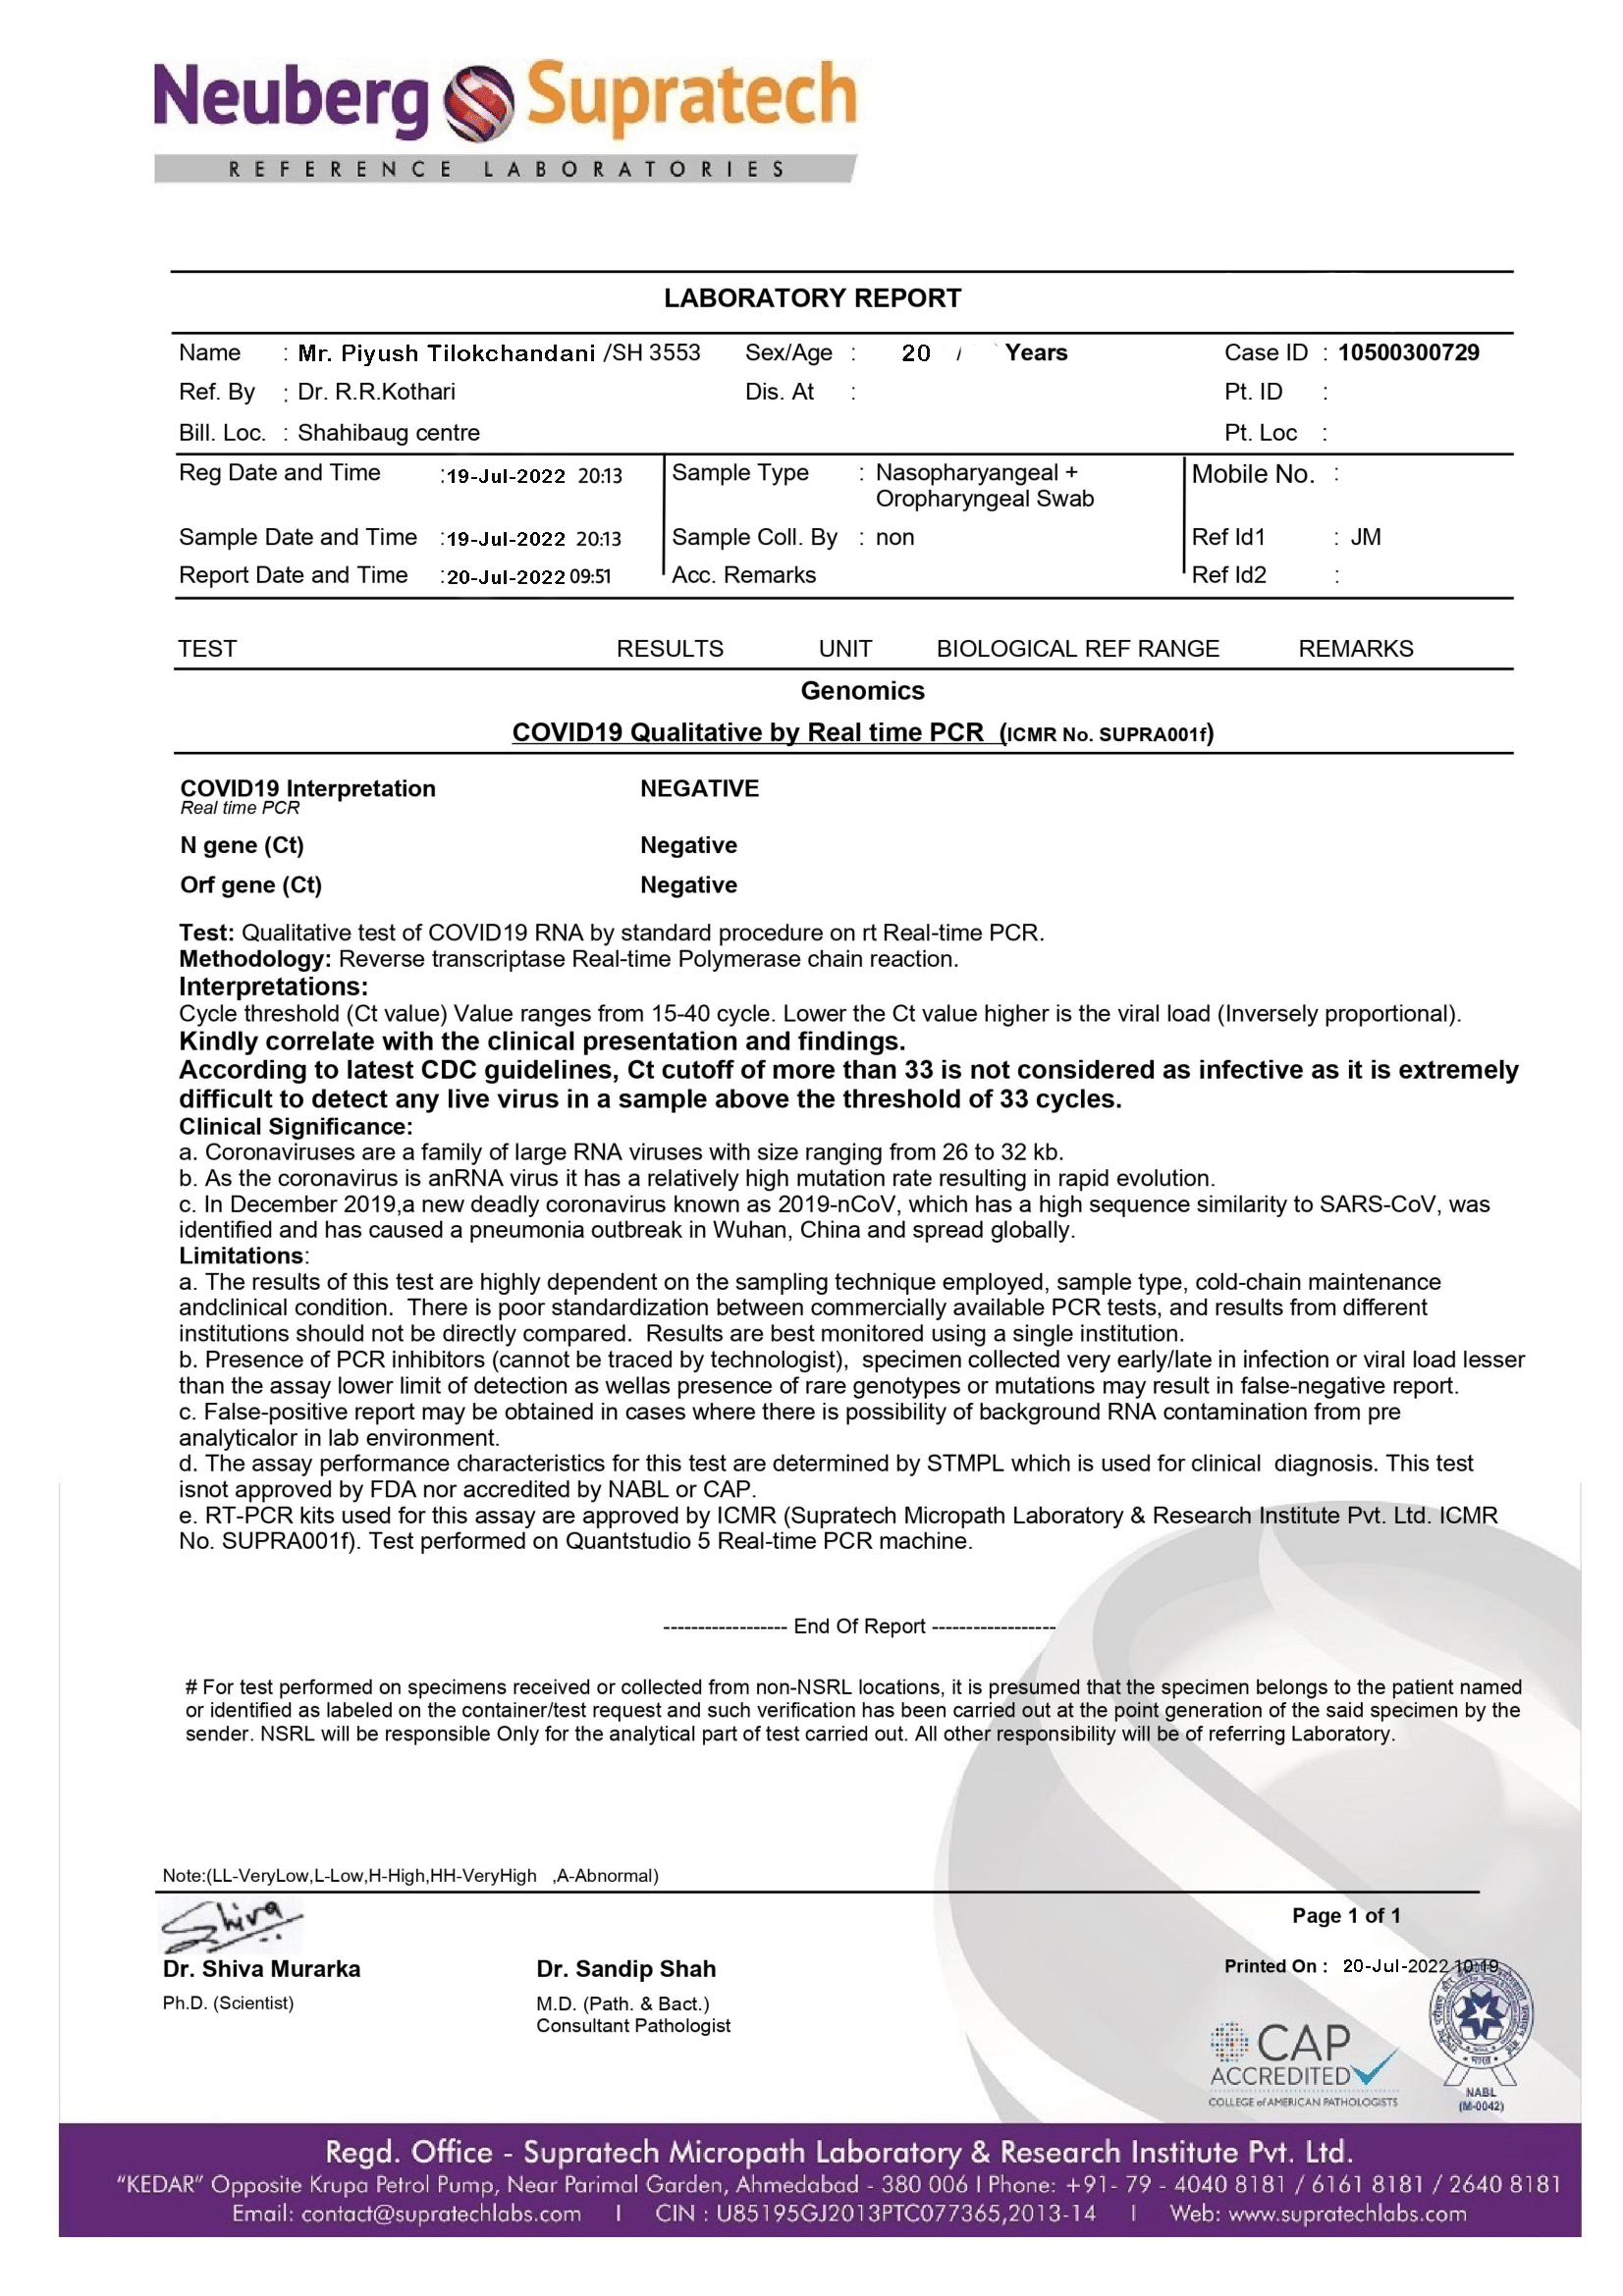 Neuberg Supratech
REFERENCE LABORATORIES
LABORATORY REPORT
Name : Mr. Piyush Tilokchandani /SH 3553 Sex/Age : 20 / Years Case ID : 10500300729
Ref. By : Dr. R.R.Kothari Dis. At : Pt. ID :
Bill. Loc. : Shahibaug centre Pt. Loc :
Reg Date and Time :19-Jul-2022 20:13 Sample Type : Nasopharyangeal + Mobile No. :
Oropharyngeal Swab
Sample Date and Time :19-Jul-2022 20:13 Sample Coll. By : non Ref Id1 : JM
Report Date and Time :20-Jul-2022 09:51 Acc. Remarks Ref Id2 :
TEST RESULTS UNIT BIOLOGICAL REF RANGE REMARKS
Genomics
COVID19 Qualitative by Real time PCR (ICMR No. SUPRA001f)
COVID19 Interpretation NEGATIVE
Real time PCR
N gene (Ct) Negative
Orf gene (Ct) Negative
Test: Qualitative test of COVID19 RNA by standard procedure on rt Real-time PCR.
Methodology: Reverse transcriptase Real-time Polymerase chain reaction.
Interpretations:
Cycle threshold (Ct value) Value ranges from 15-40 cycle. Lower the Ct value higher is the viral load (Inversely proportional).
Kindly correlate with the clinical presentation and findings.
According to latest CDC guidelines, Ct cutoff of more than 33 is not considered as infective as it is extremely
difficult to detect any live virus in a sample above the threshold of 33 cycles.
Clinical Significance:
a. Coronaviruses are a family of large RNA viruses with size ranging from 26 to 32 kb.
b. As the coronavirus is anRNA virus it has a relatively high mutation rate resulting in rapid evolution.
c. In December 2019,a new deadly coronavirus known as 2019-nCoV, which has a high sequence similarity to SARS-CoV, was
identified and has caused a pneumonia outbreak in Wuhan, China and spread globally.
Limitations:
a. The results of this test are highly dependent on the sampling technique employed, sample type, cold-chain maintenance
andclinical condition. There is poor standardization between commercially available PCR tests, and results from different
institutions should not be directly compared. Results are best monitored using a single institution.
b. Presence of PCR inhibitors (cannot be traced by technologist), specimen collected very early/late in infection or viral load lesser
than the assay lower limit of detection as wellas presence of rare genotypes or mutations may result in false-negative report.
c. False-positive report may be obtained in cases where there is possibility of background RNA contamination from pre
analyticalor in lab environment.
d. The assay performance characteristics for this test are determined by STMPL which is used for clinical diagnosis. This test
isnot approved by FDA nor accredited by NABL or CAP.
e. RT-PCR kits used for this assay are approved by ICMR (Supratech Micropath Laboratory & Research Institute Pvt. Ltd. ICMR
No. SUPRA001f). Test performed on Quantstudio 5 Real-time PCR machine.
------------------ End Of Report ------------------
# For test performed on specimens received or collected from non-NSRL locations, it is presumed that the specimen belongs to the patient named
or identified as labeled on the container/test request and such verification has been carried out at the point generation of the said specimen by the
sender. NSRL will be responsible Only for the analytical part of test carried out. All other responsibility will be of referring Laboratory.
Note:(LL-VeryLow,L-Low,H-High,HH-VeryHigh ,A-Abnormal)
Shiva
Page 1 of 1
Dr. Shiva Murarka Dr. Sandip Shah Printed On : 20-Jul-2022 10:19
Ph.D. (Scientist) M.D. (Path. & Bact.)
Consultant Pathologist
CAP
ACCREDITED
COLLEGE of AMERICAN PATHOLOGISTS
NABL
(M-0042)
Regd. Office - Supratech Micropath Laboratory & Research Institute Pvt. Ltd.
“KEDAR” Opposite Krupa Petrol Pump, Near Parimal Garden, Ahmedabad - 380 006 I Phone: +91- 79 - 4040 8181 / 6161 8181 / 2640 8181
Email: contact@supratechlabs.com I CIN : U85195GJ2013PTC077365,2013-14 I Web: www.supratechlabs.com